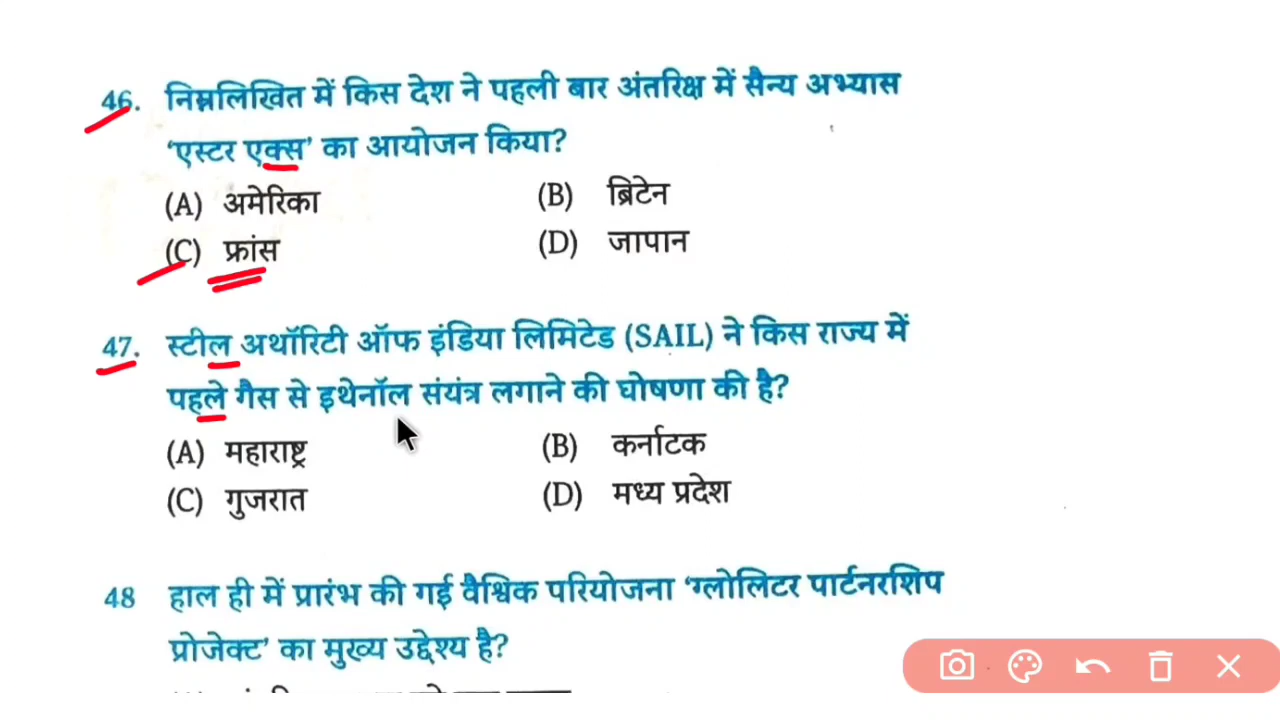 46. निम्नलिखित में किस देश ने पहली बार अंतरिक्ष में सैन्य अभ्यास
'एस्टर एक्स' का आयोजन किया?
(A) अमेरिका (B) ब्रिटेन
(C) फ्रांस (D) जापान
47. स्टील अथॉरिटी ऑफ इंडिया लिमिटेड (SAIL) ने किस राज्य में
पहले गैस से इथेनॉल संयंत्र लगाने की घोषणा की है?
(A) महाराष्ट्र (B) कर्नाटक
(C) गुजरात (D) मध्य प्रदेश
48 हाल ही में प्रारंभ की गई वैश्विक परियोजना 'ग्लोलिटर पार्टनरशिप
प्रोजेक्ट' का मुख्य उद्देश्य है?